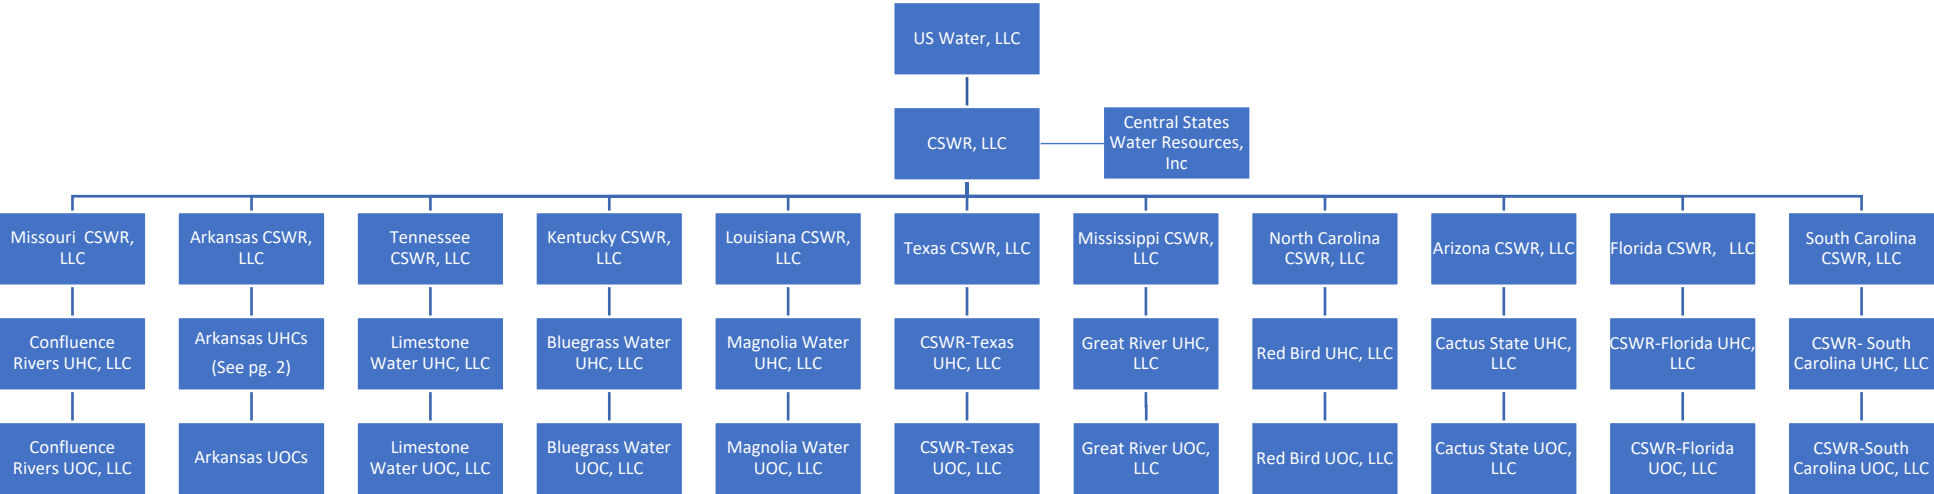 US Water, LLC
CSWR, LLC
Central States
Water Resources,
Inc
Missouri  CSWR,
LLC
Arkansas CSWR,
LLC
Tennessee
CSWR, LLC
Kentucky CSWR,
LLC
Louisiana CSWR,
LLC
Texas CSWR, LLC
Mississippi CSWR,
LLC
North Carolina
CSWR, LLC
Arizona CSWR, LLC
Florida CSWR,   LLC
South Carolina
CSWR, LLC
Confluence
Rivers UHC, LLC
Arkansas UHCs
(See pg. 2)
Limestone
Water UHC, LLC
Bluegrass Water
UHC, LLC
Magnolia Water
UHC, LLC
CSWR-Texas
UHC, LLC
Great River UHC,
LLC
Red Bird UHC, LLC
Cactus State UHC,
LLC
CSWR-Florida UHC,
LLC
CSWR- South
Carolina UHC, LLC
Confluence
Rivers UOC, LLC
Arkansas UOCs
Limestone
Water UOC, LLC
Bluegrass Water
UOC, LLC
Magnolia Water
UOC, LLC
CSWR-Texas
UOC, LLC
Great River UOC,
LLC
Red Bird UOC, LLC
Cactus State UOC,
LLC
CSWR-Florida
UOC, LLC
CSWR-South
Carolina UOC, LLC